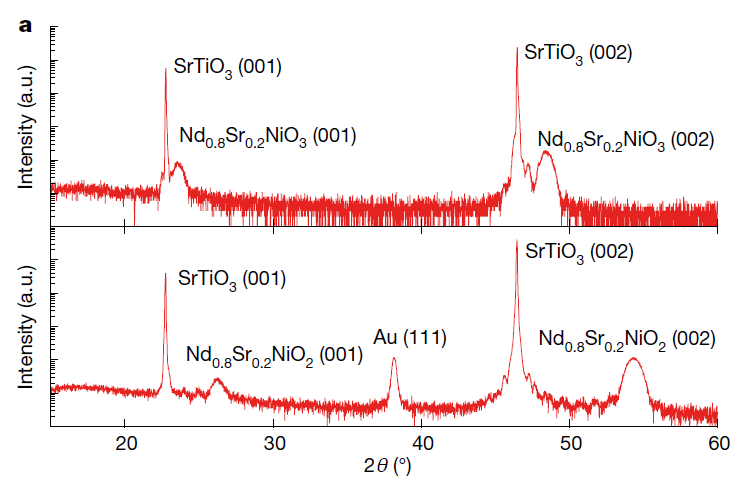 a
Intensity (a.u.)
SrTiO₃ (001)
Nd₀.₈Sr₀.₂NiO₃ (001)
SrTiO₃ (002)
Nd₀.₈Sr₀.₂NiO₃ (002)
Intensity (a.u.)
SrTiO₃ (001)
Nd₀.₈Sr₀.₂NiO₂ (001)
Au (111)
SrTiO₃ (002)
Nd₀.₈Sr₀.₂NiO₂ (002)
20 30 40 50 60
2θ (°)